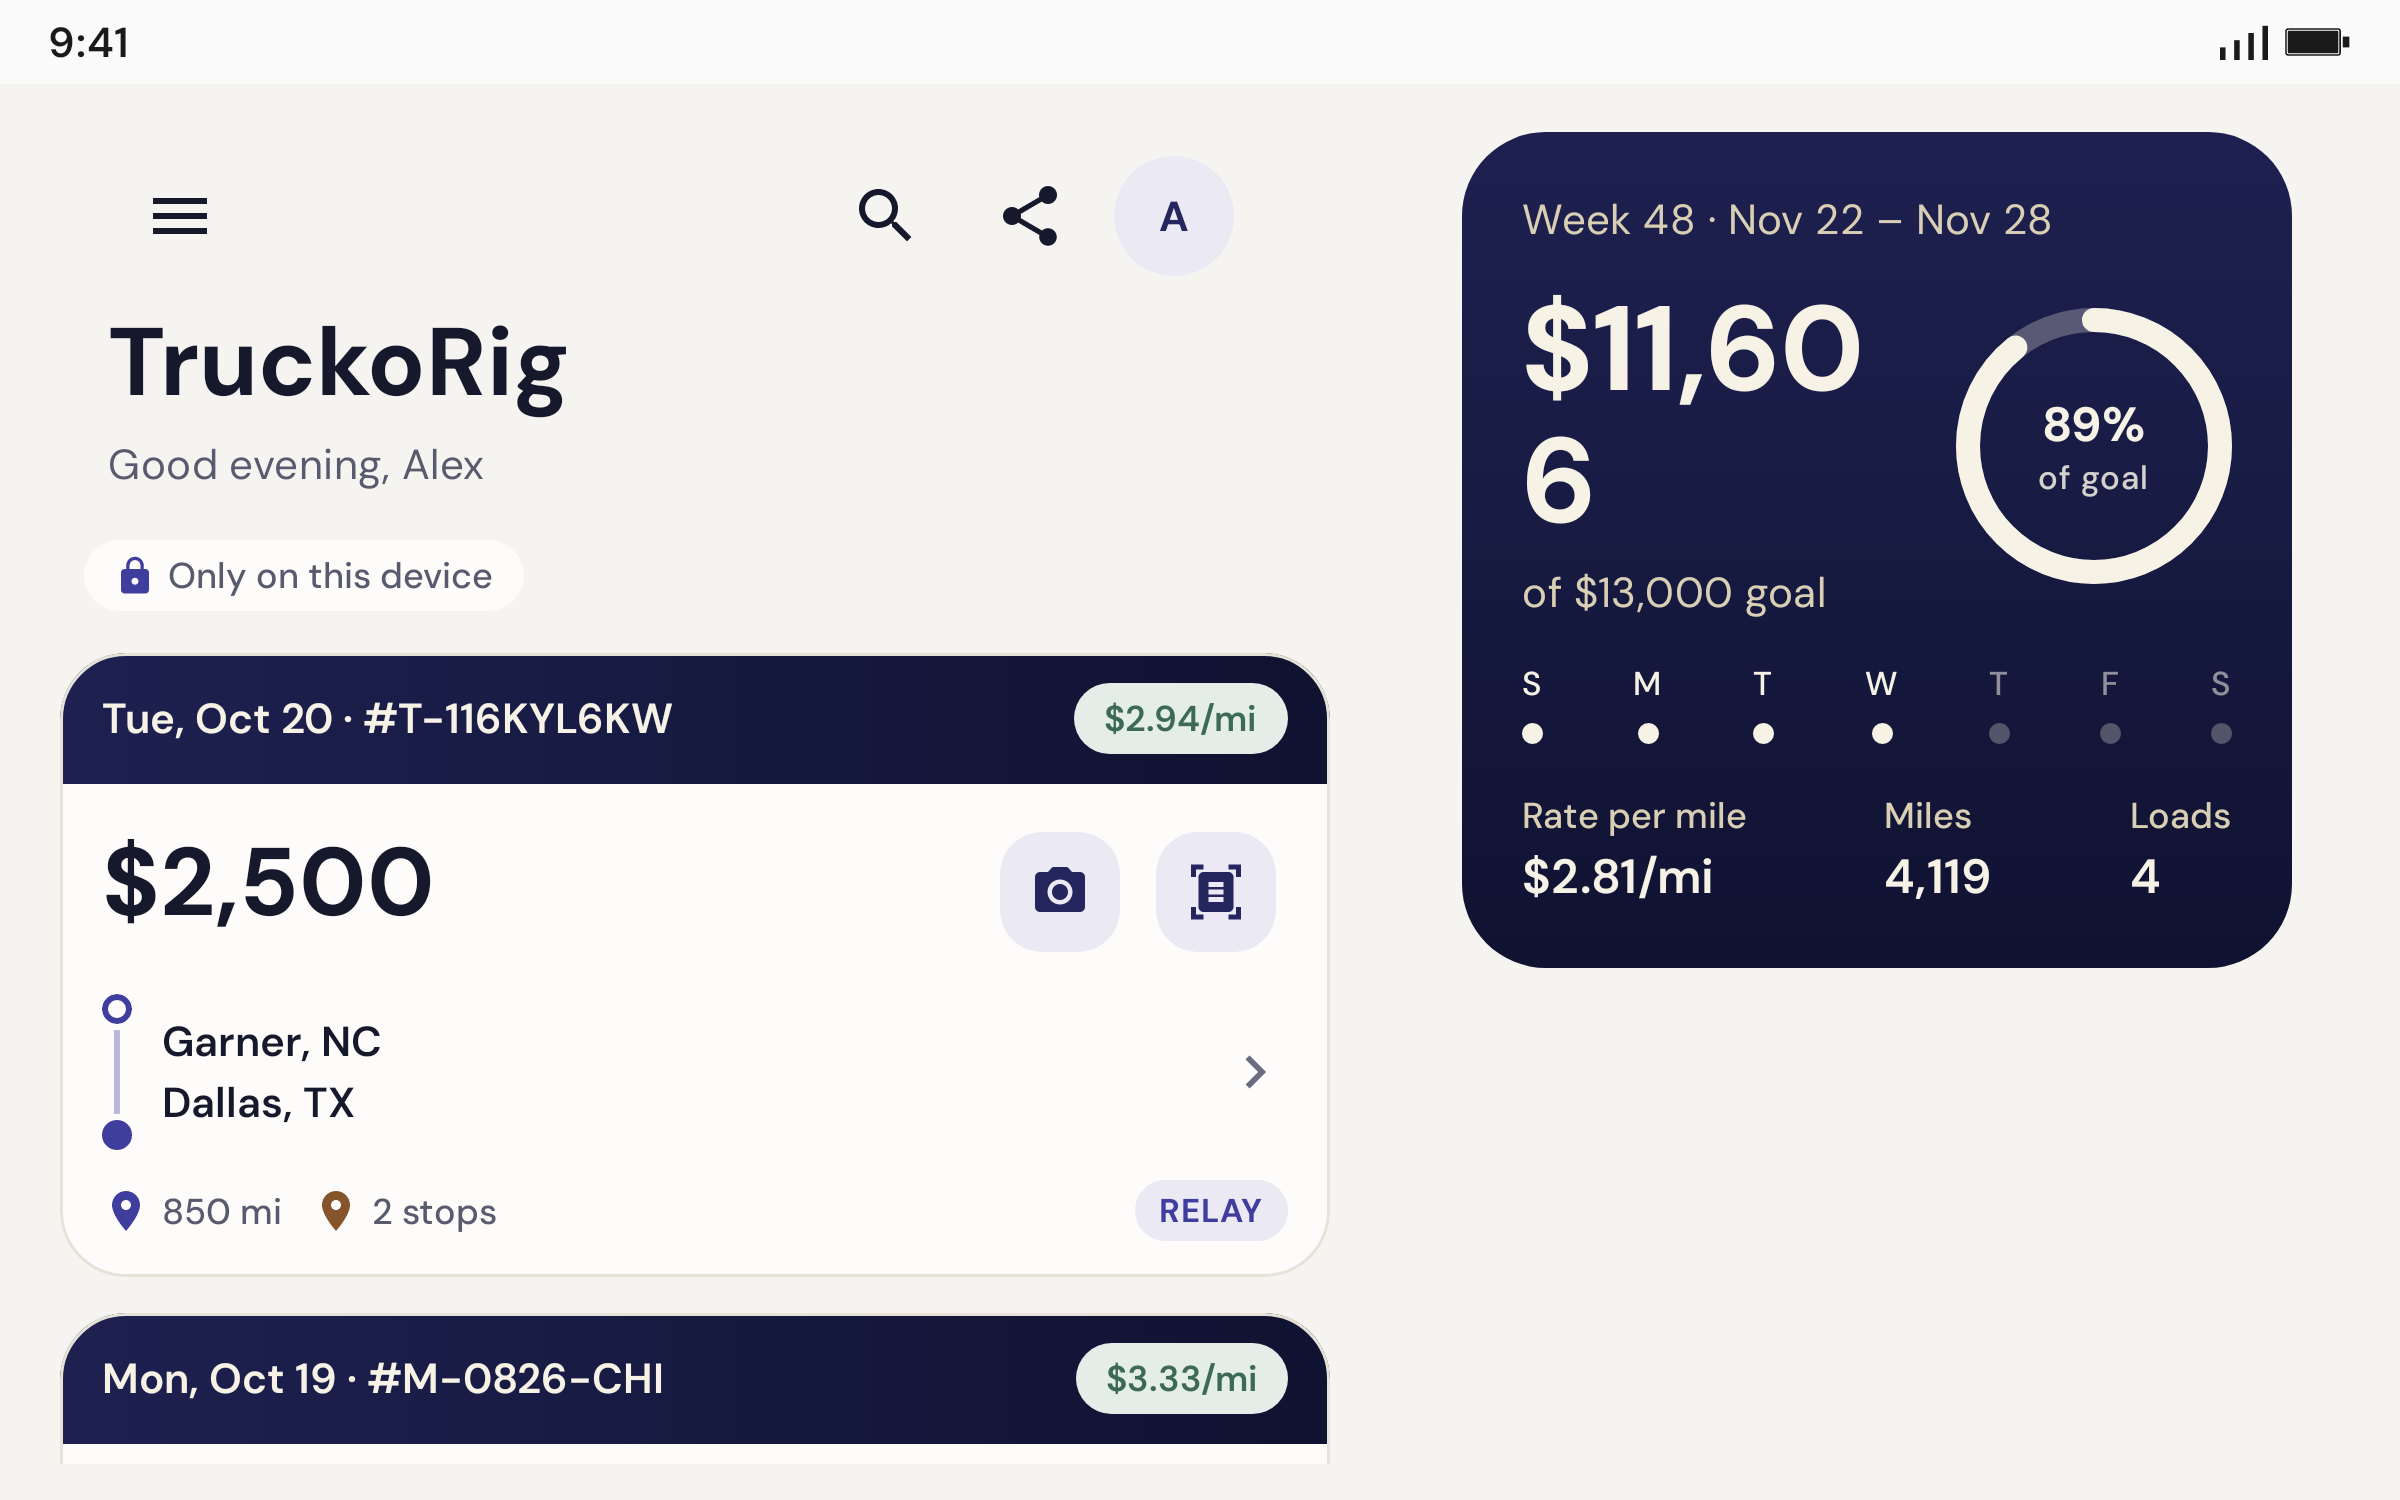 9:41
A
TruckoRig
Good evening, Alex
Only on this device
Tue, Oct 20 · #T-116KYL6KW
$2.94/mi
$2,500
Garner, NC
Dallas, TX
850 mi
2 stops
RELAY
Mon, Oct 19 · #M-0826-CHI
$3.33/mi
Week 48 · Nov 22 – Nov 28
$11,60
6
of $13,000 goal
89%
of goal
S M T W T F S
Rate per mile Miles Loads
$2.81/mi 4,119 4